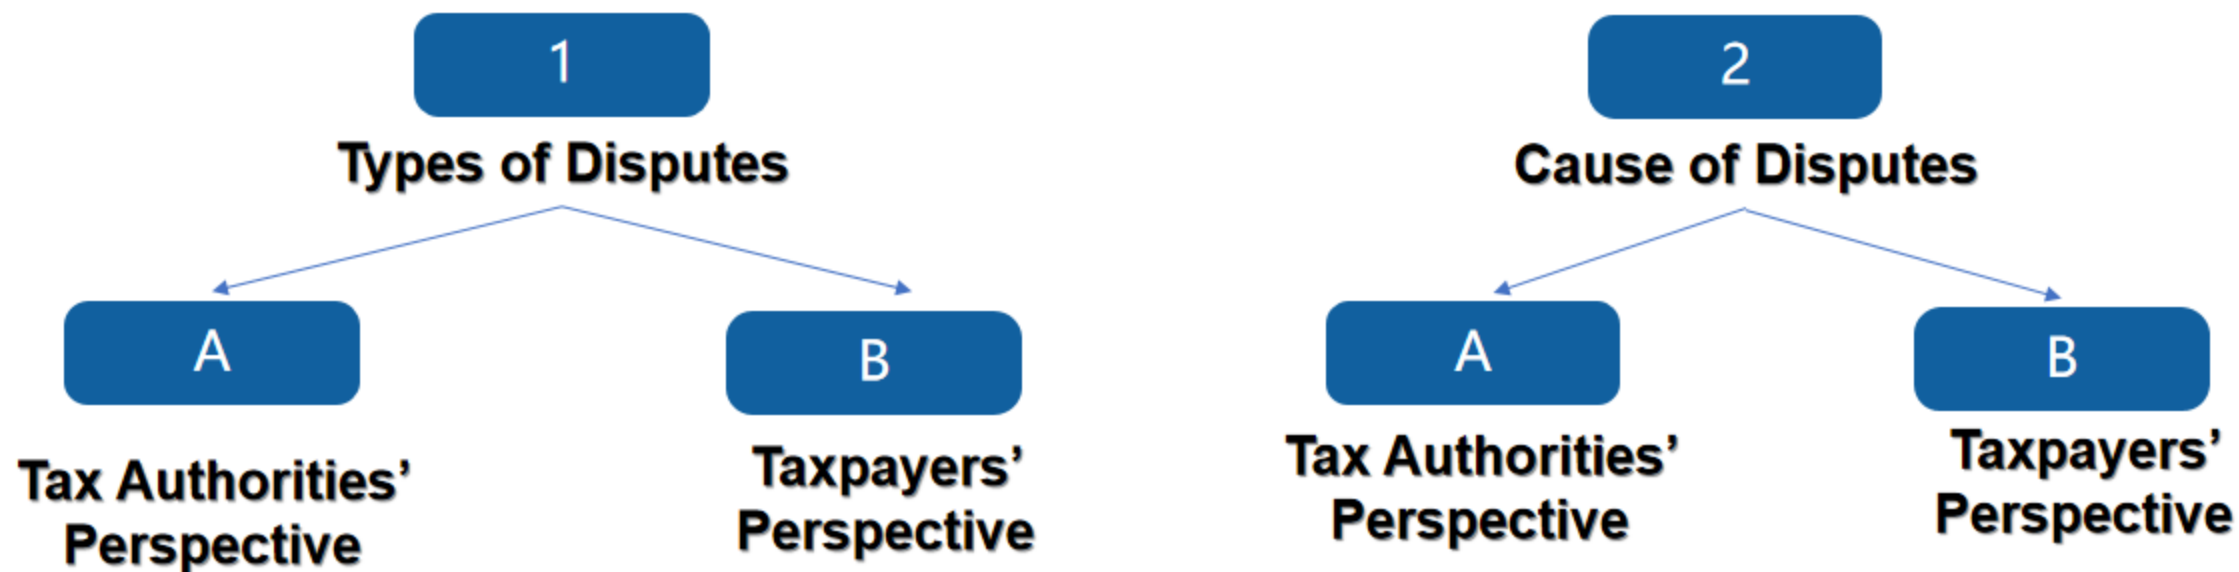 1
Types of Disputes
A
Tax Authorities’
Perspective
B
Taxpayers’
Perspective
2
Cause of Disputes
A
Tax Authorities’
Perspective
B
Taxpayers’
Perspective